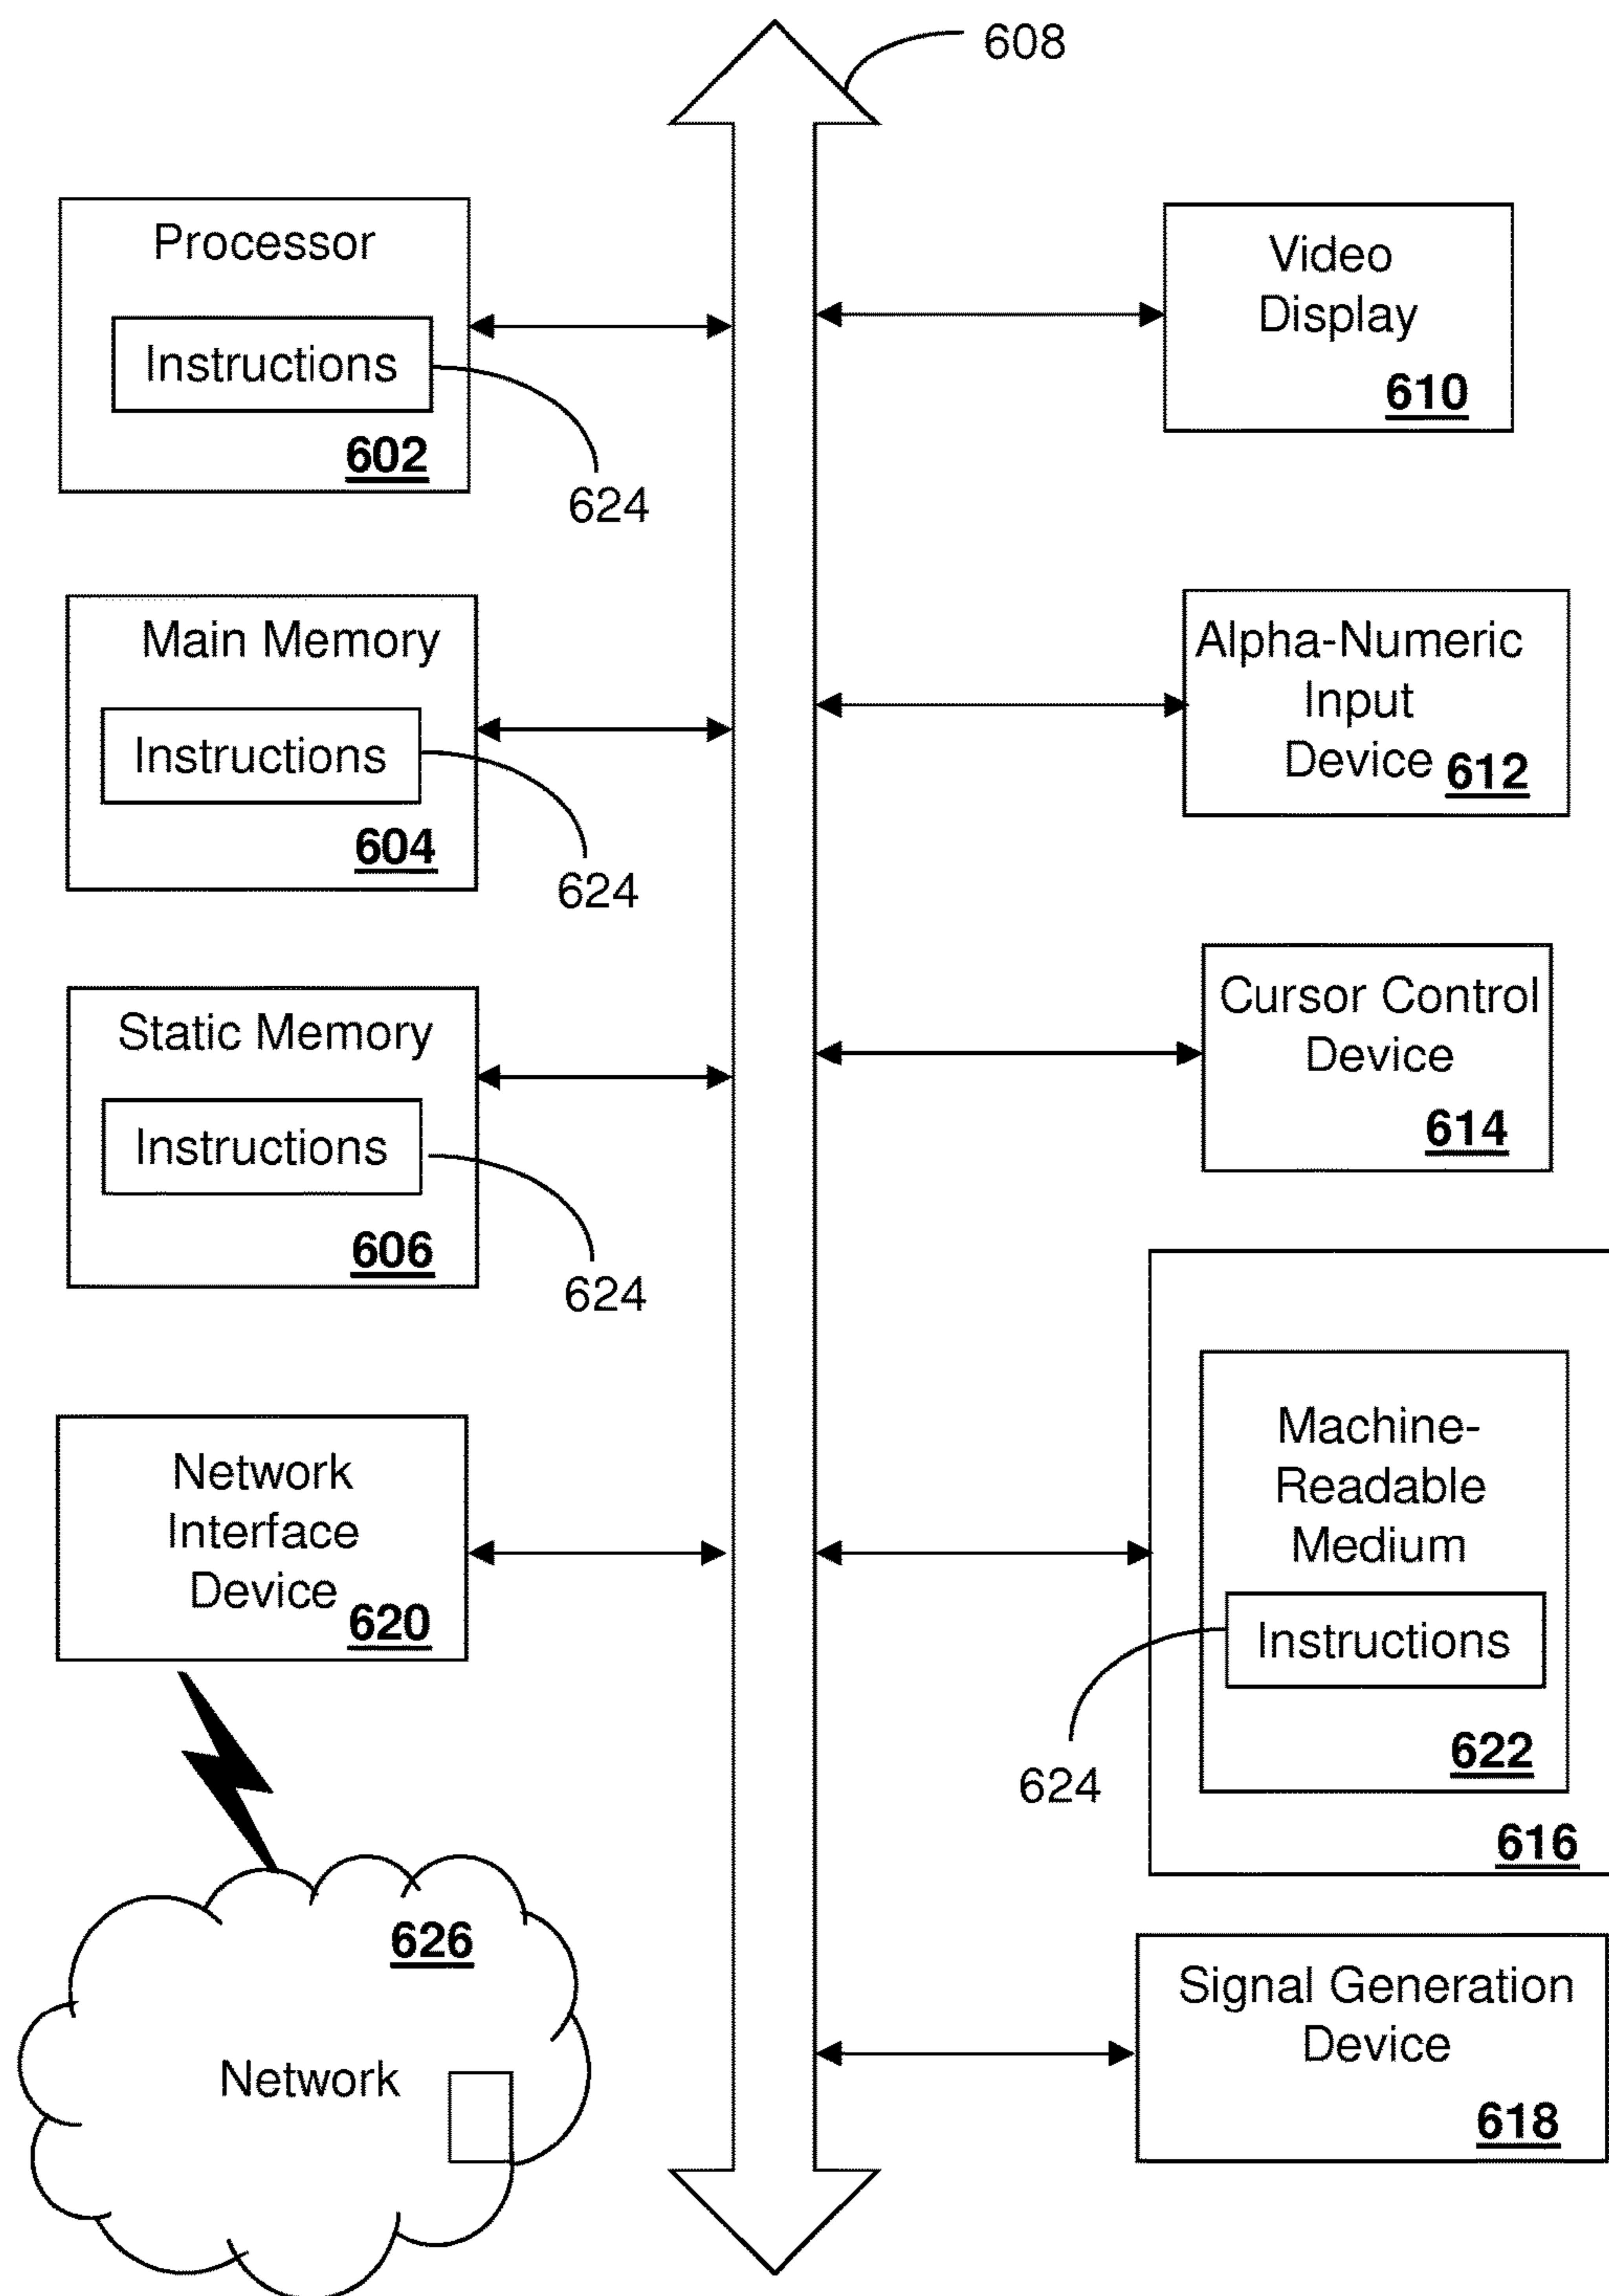 608
Processor
Instructions
602
624
Main Memory
Instructions
604
624
Static Memory
Instructions
606
624
Network
Interface
Device
620
626
Network
Video
Display
610
Alpha-Numeric
Input
Device 612
Cursor Control
Device
614
Machine-
Readable
Medium
Instructions
622
624
616
Signal Generation
Device
618